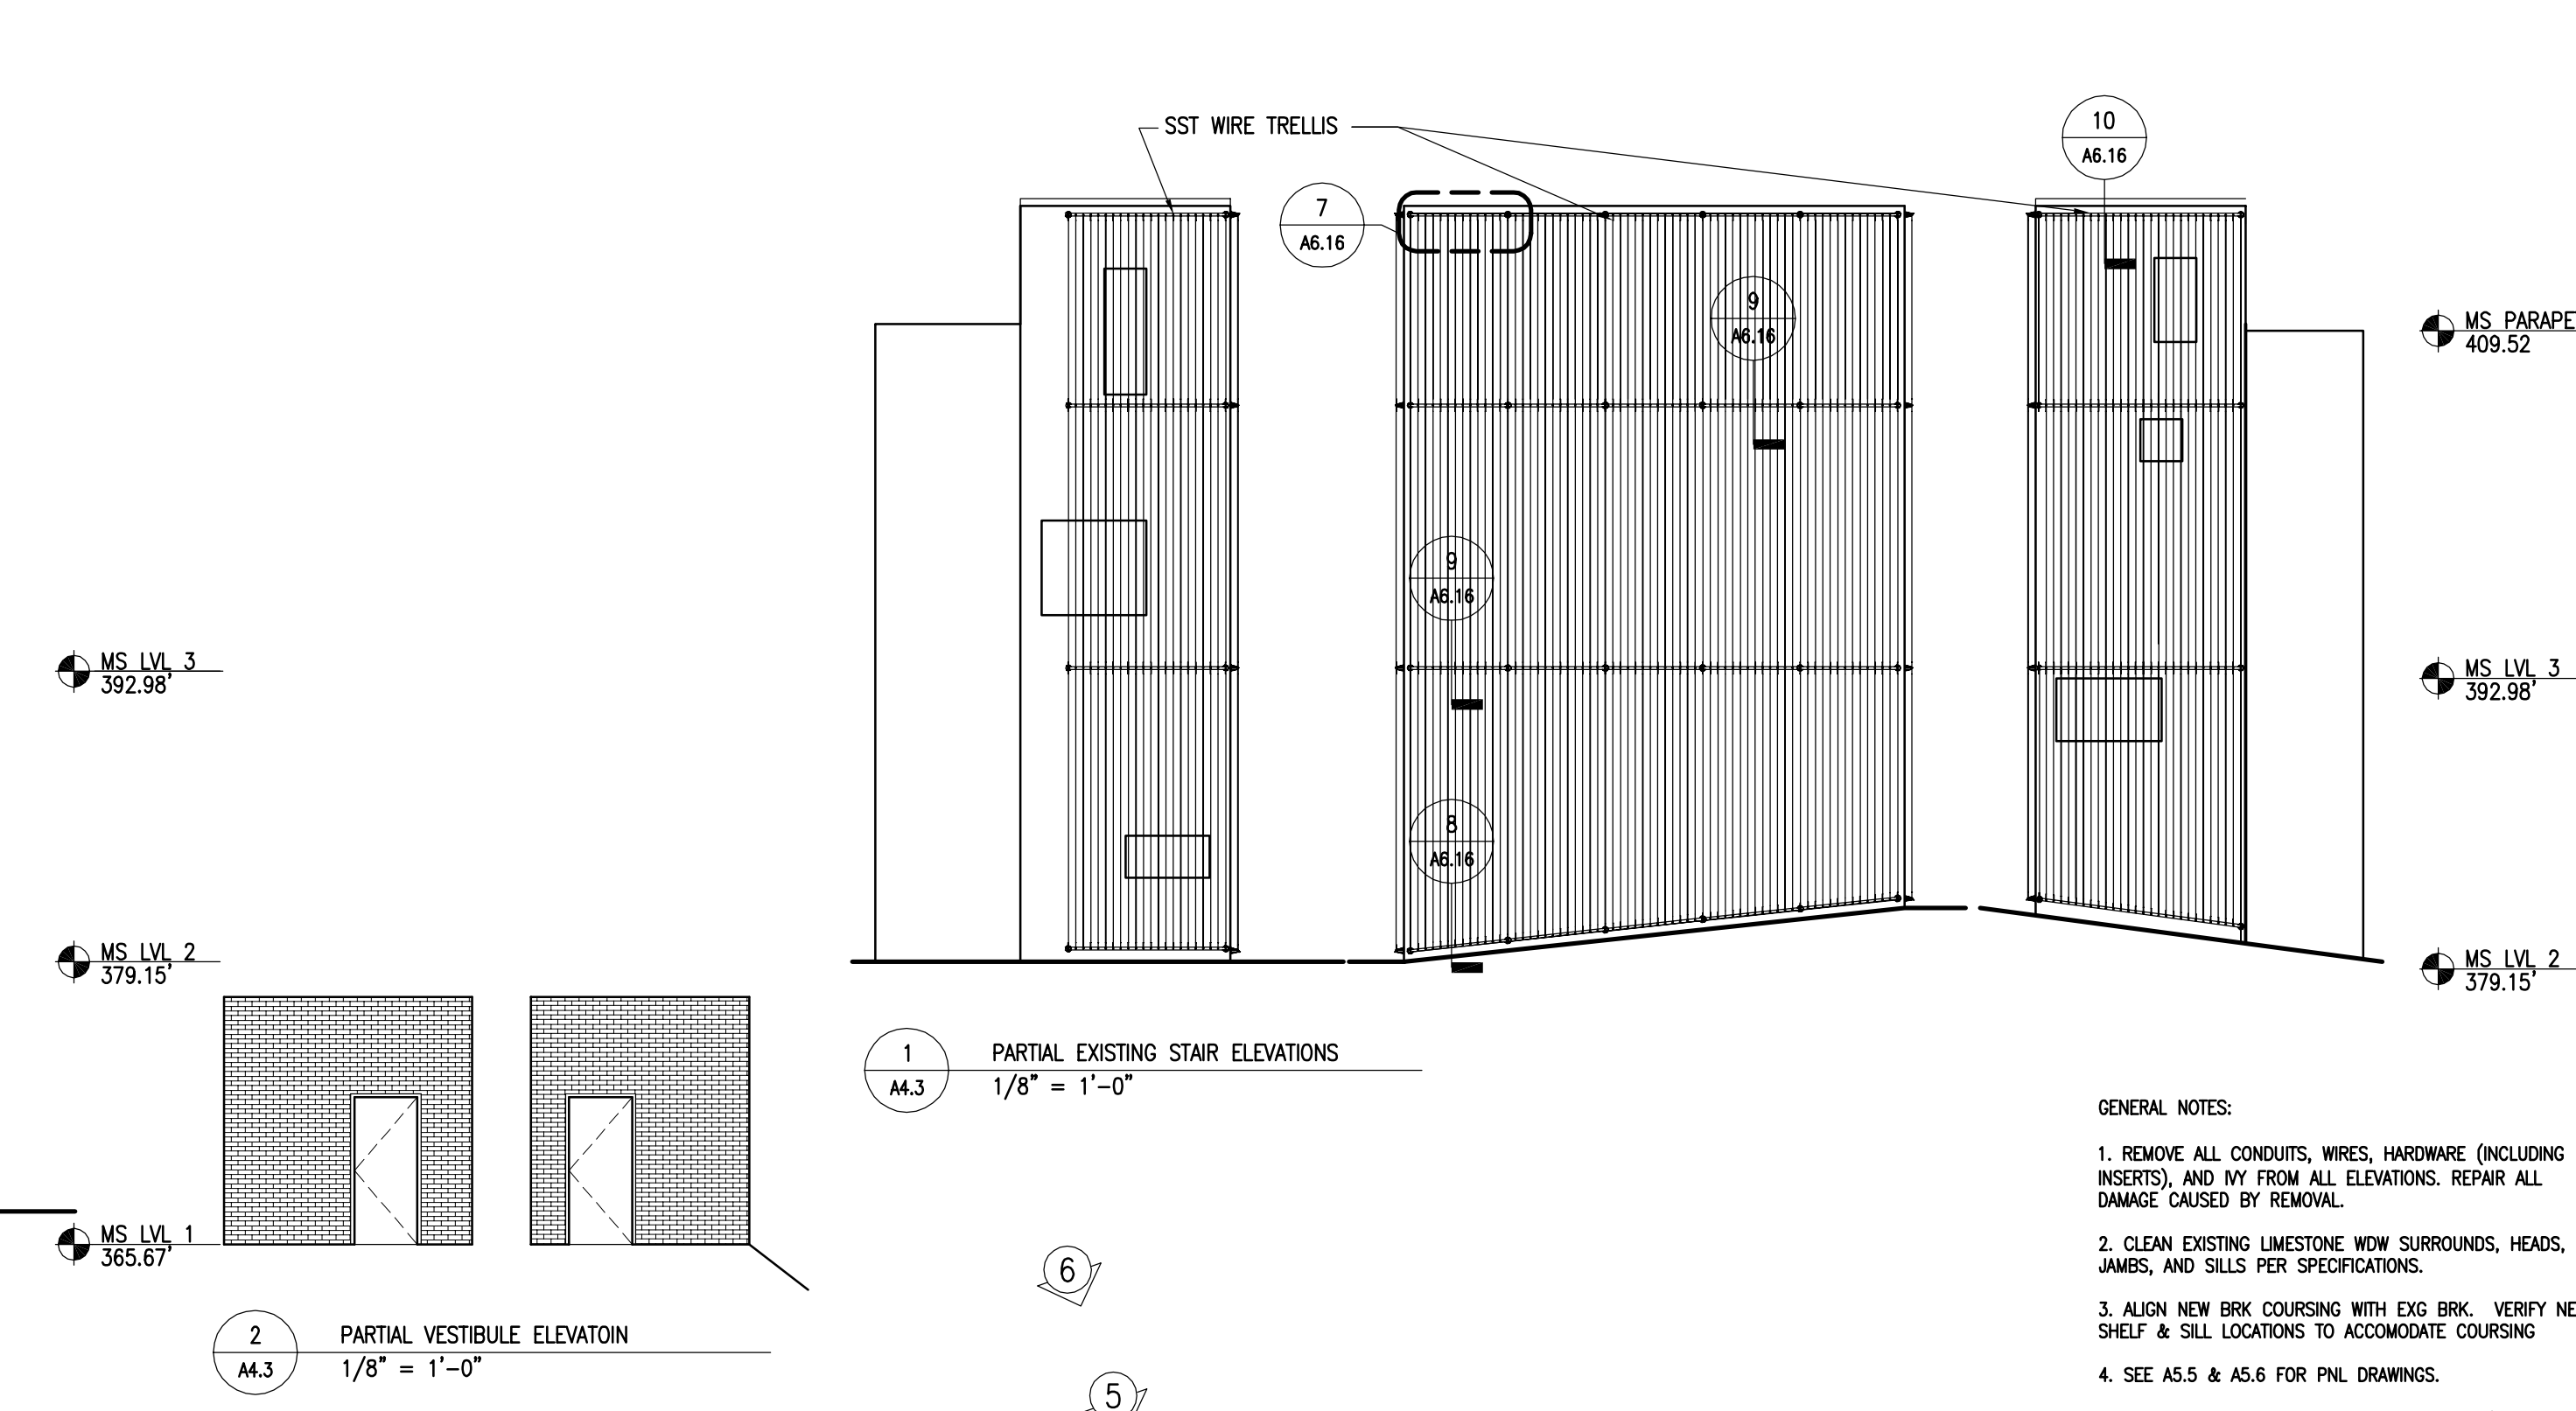 SST WIRE TRELLIS
10
A6.16
7
A6.16
9
A6.16
MS PARAPE
409.52
9
A6.16
MS LVL 3
392.98'
MS LVL 3
392.98'
8
A6.16
MS LVL 2
379.15'
MS LVL 2
379.15'
1
A4.3
PARTIAL EXISTING STAIR ELEVATIONS
1/8" = 1'-0"
MS LVL 1
365.67'
2
A4.3
PARTIAL VESTIBULE ELEVATOIN
1/8" = 1'-0"
6
5
GENERAL NOTES:
1. REMOVE ALL CONDUITS, WIRES, HARDWARE (INCLUDING
INSERTS), AND IVY FROM ALL ELEVATIONS. REPAIR ALL
DAMAGE CAUSED BY REMOVAL.
2. CLEAN EXISTING LIMESTONE WDW SURROUNDS, HEADS,
JAMBS, AND SILLS PER SPECIFICATIONS.
3. ALIGN NEW BRK COURSING WITH EXG BRK. VERIFY NE
SHELF & SILL LOCATIONS TO ACCOMODATE COURSING
4. SEE A5.5 & A5.6 FOR PNL DRAWINGS.